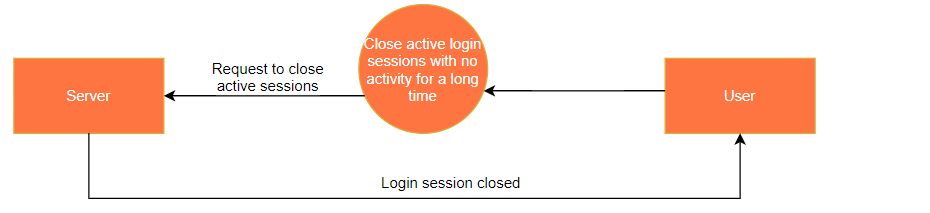 Close active login
sessions with no
activity for a long
time
Request to close
active sessions
Server
User
Login session closed